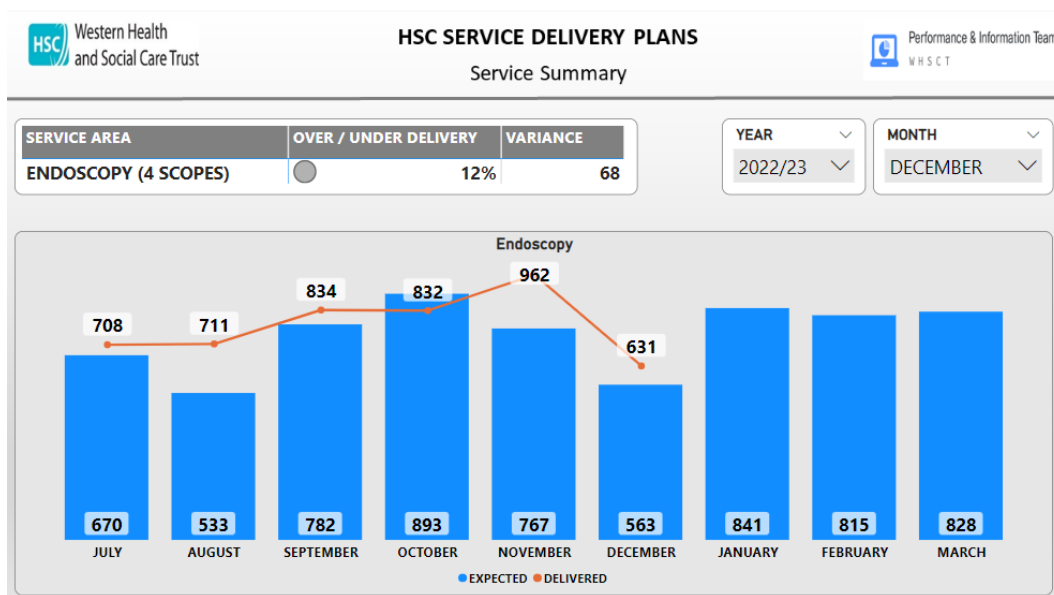 HSC
Western Health
and Social Care Trust
HSC SERVICE DELIVERY PLANS
Service Summary
Performance & Information Team
WHSCT
SERVICE AREA OVER / UNDER DELIVERY VARIANCE
ENDOSCOPY (4 SCOPES) 12% 68
YEAR
2022/23
MONTH
DECEMBER
Endoscopy
708 711 834 832 962 631
670 533 782 893 767 563 841 815 828
JULY AUGUST SEPTEMBER OCTOBER NOVEMBER DECEMBER JANUARY FEBRUARY MARCH
EXPECTED DELIVERED